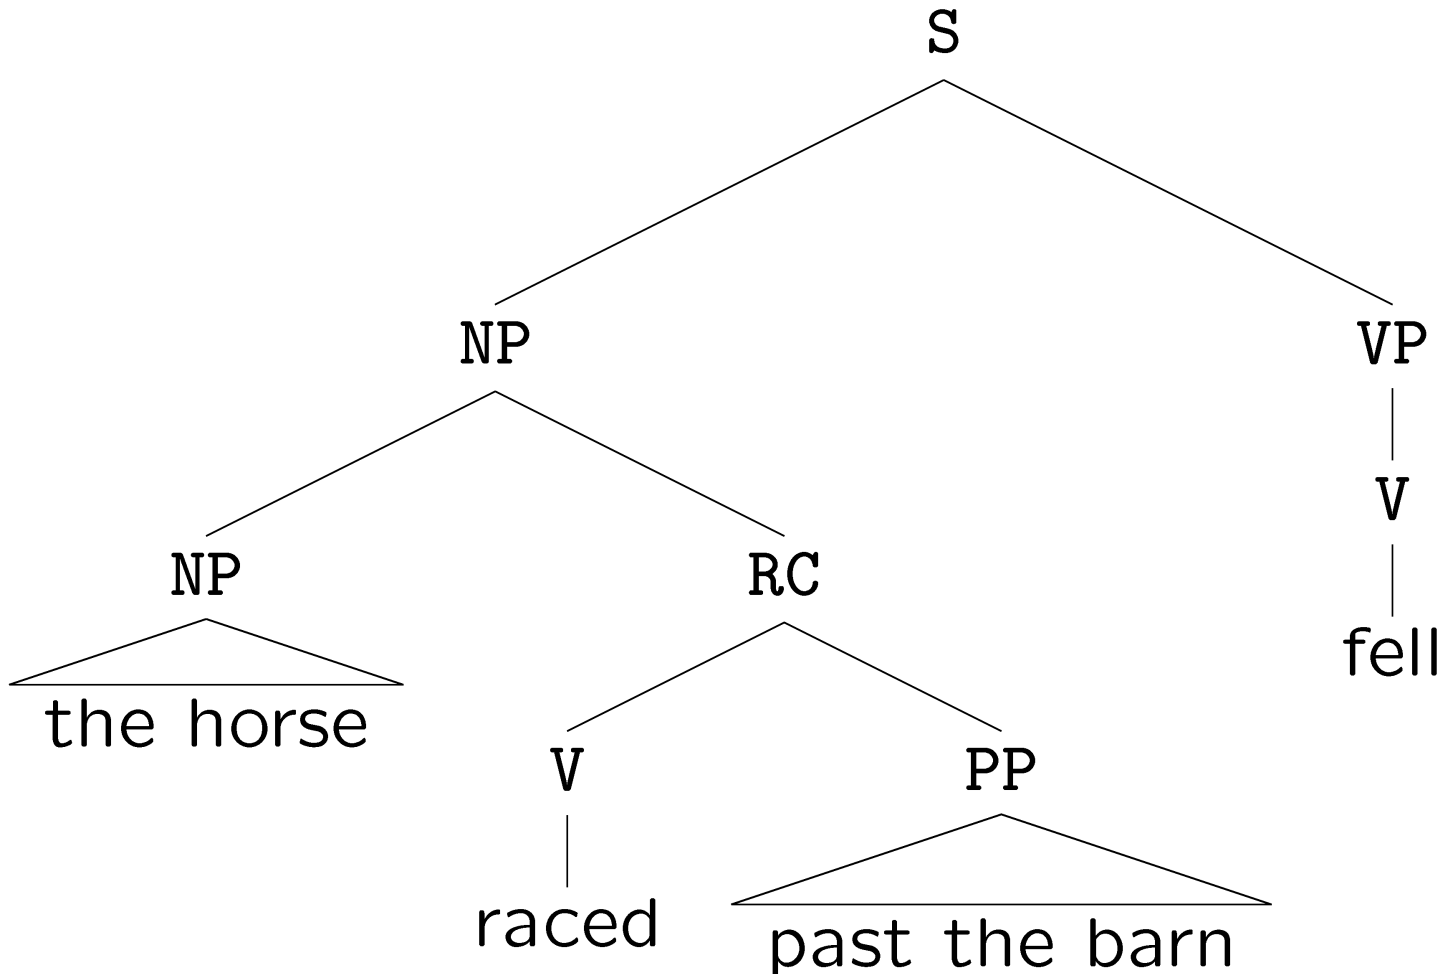 S
NP VP
V
NP RC
fell
the horse
V PP
raced past the barn